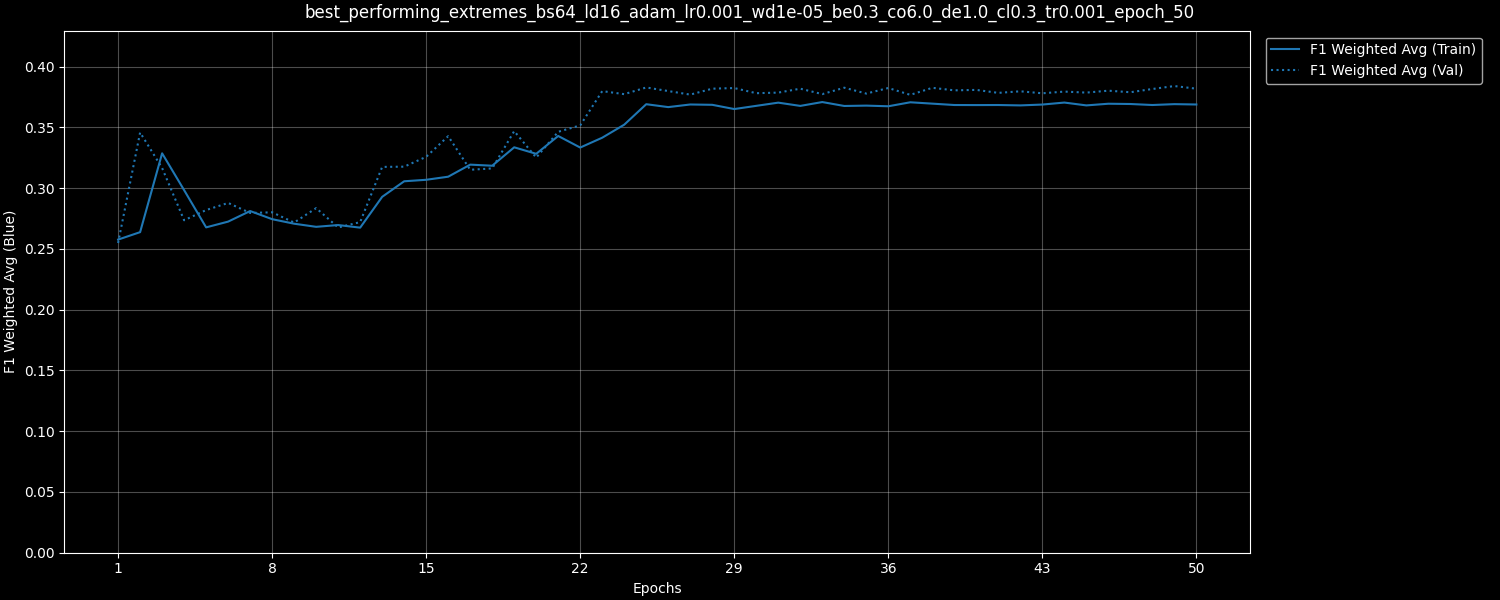 best_performing_extremes_bs64_ld16_adam_lr0.001_wd1e-05_be0.3_co6.0_de1.0_cl0.3_tr0.001_epoch_50
F1 Weighted Avg (Train)
F1 Weighted Avg (Val)
F1 Weighted Avg (Blue)
0.40
0.35
0.30
0.25
0.20
0.15
0.10
0.05
0.00
1 8 15 22 29 36 43 50
Epochs